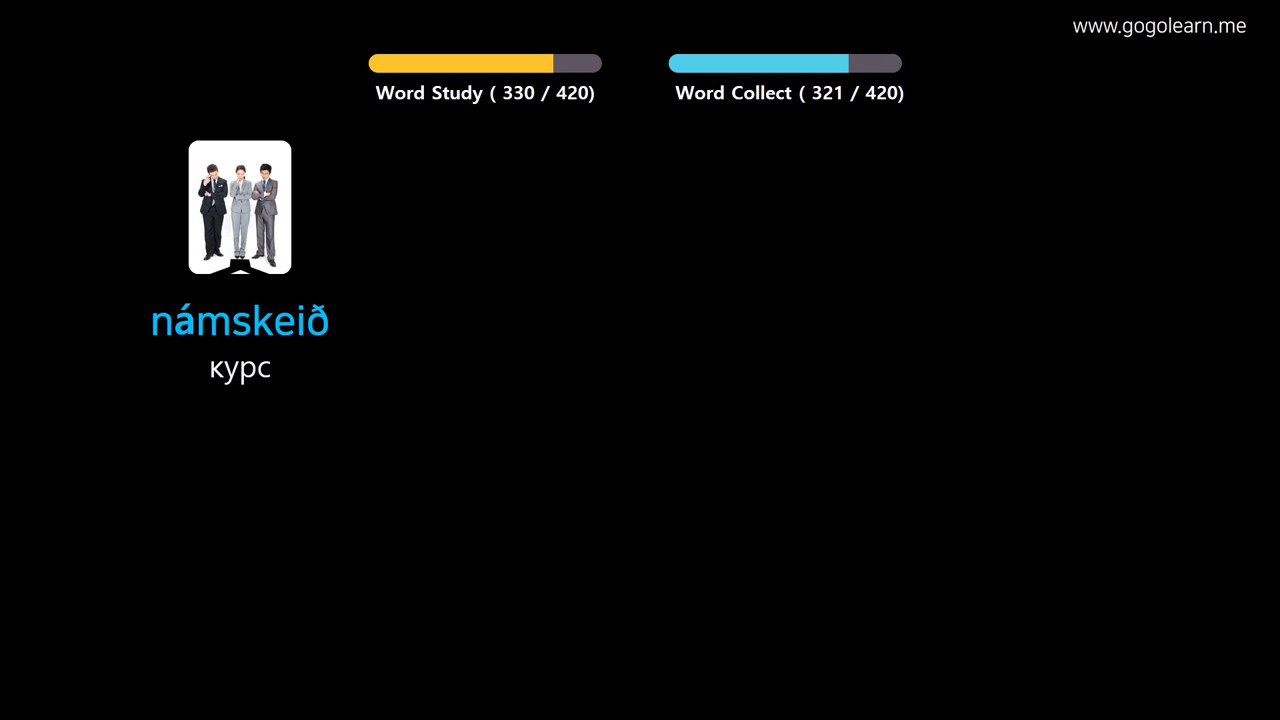 www.gogolearn.me
Word Study ( 330 / 420)
Word Collect ( 321 / 420)
námskeið
курс